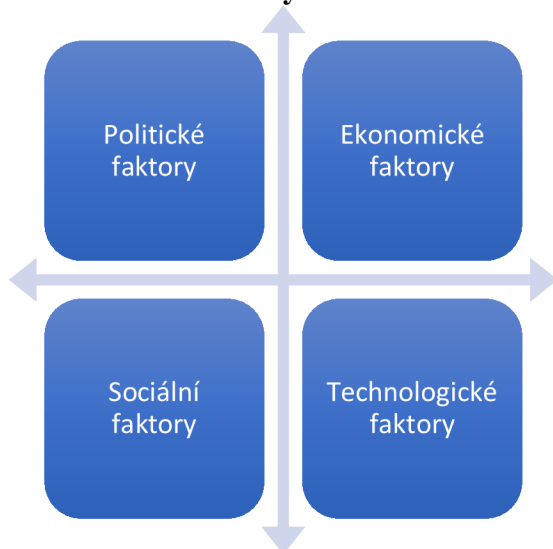 Politické
faktory
Ekonomické
faktory
Sociální
faktory
Technologické
faktory